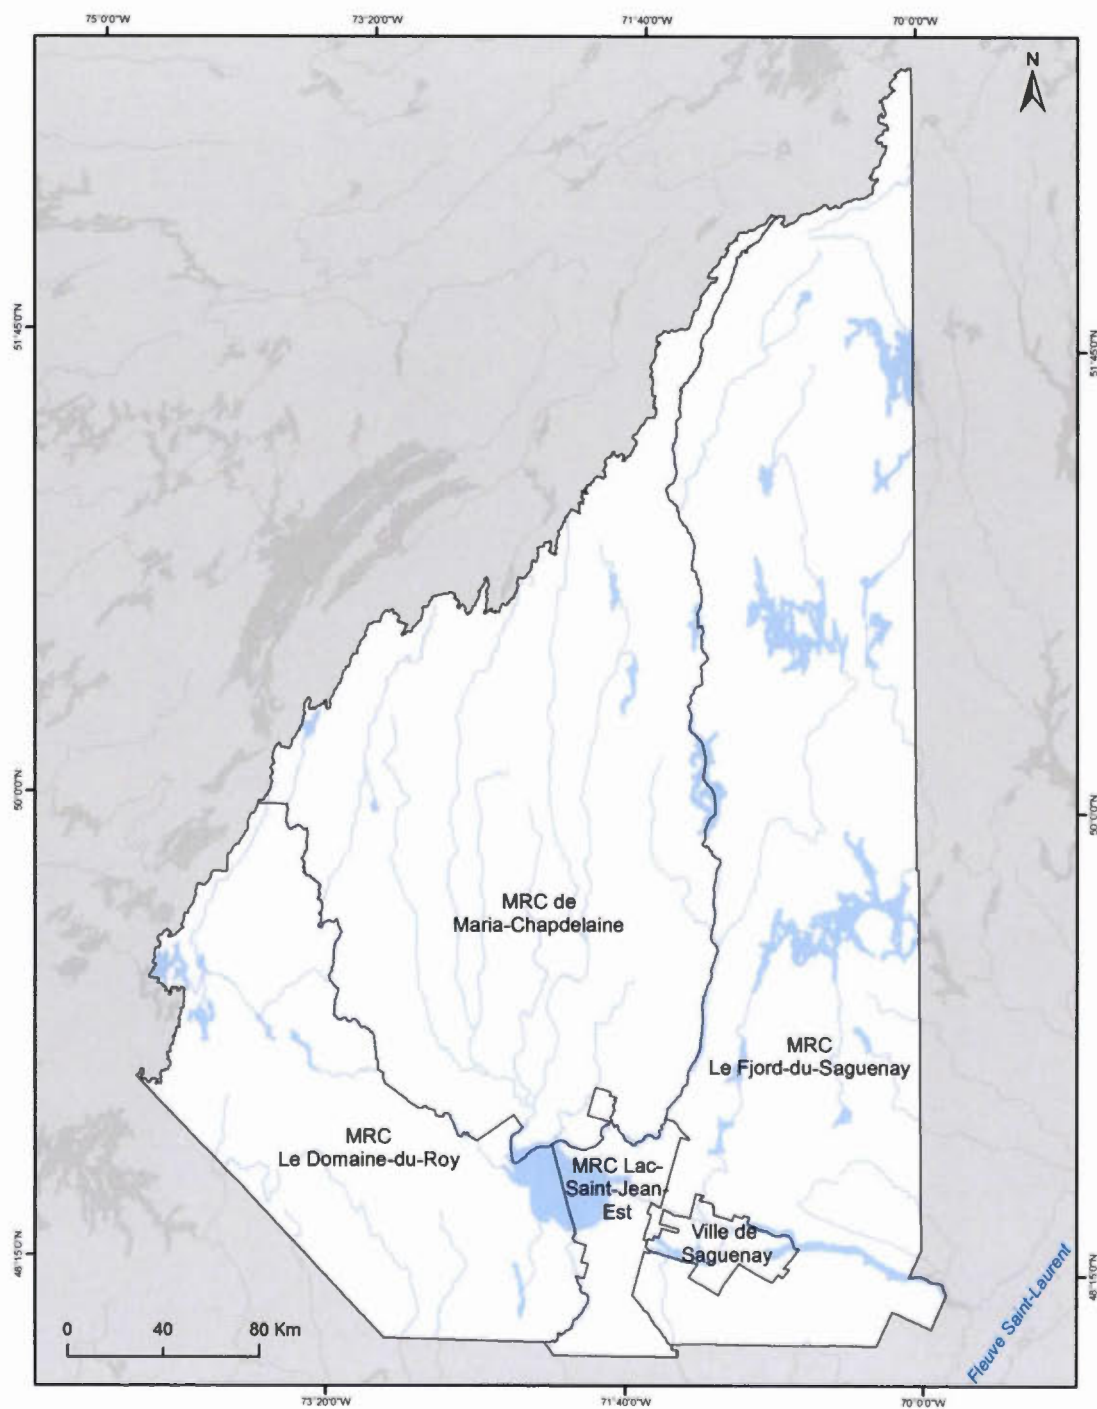 75°0'0"W
73°20'0"W
71°40'0"W
70°0'0"W
N
51°45'0"N
51°45'0"N
50°0'0"N
50°0'0"N
MRC de
Maria-Chapdelaine
MRC
Le Fjord-du-Saguenay
MRC
Le Domaine-du-Roy
MRC Lac-
Saint-Jean-
Est
Ville de
Saguenay
48°15'0"N
48°15'0"N
Fleuve Saint-Laurent
0 40 80 Km
73°20'0"W
71°40'0"W
70°0'0"W